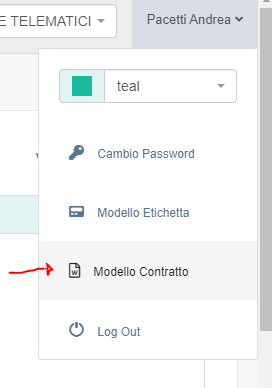 E TELEMATICI
Pacetti Andrea
teal
Cambio Password
Modello Etichetta
Modello Contratto
Log Out